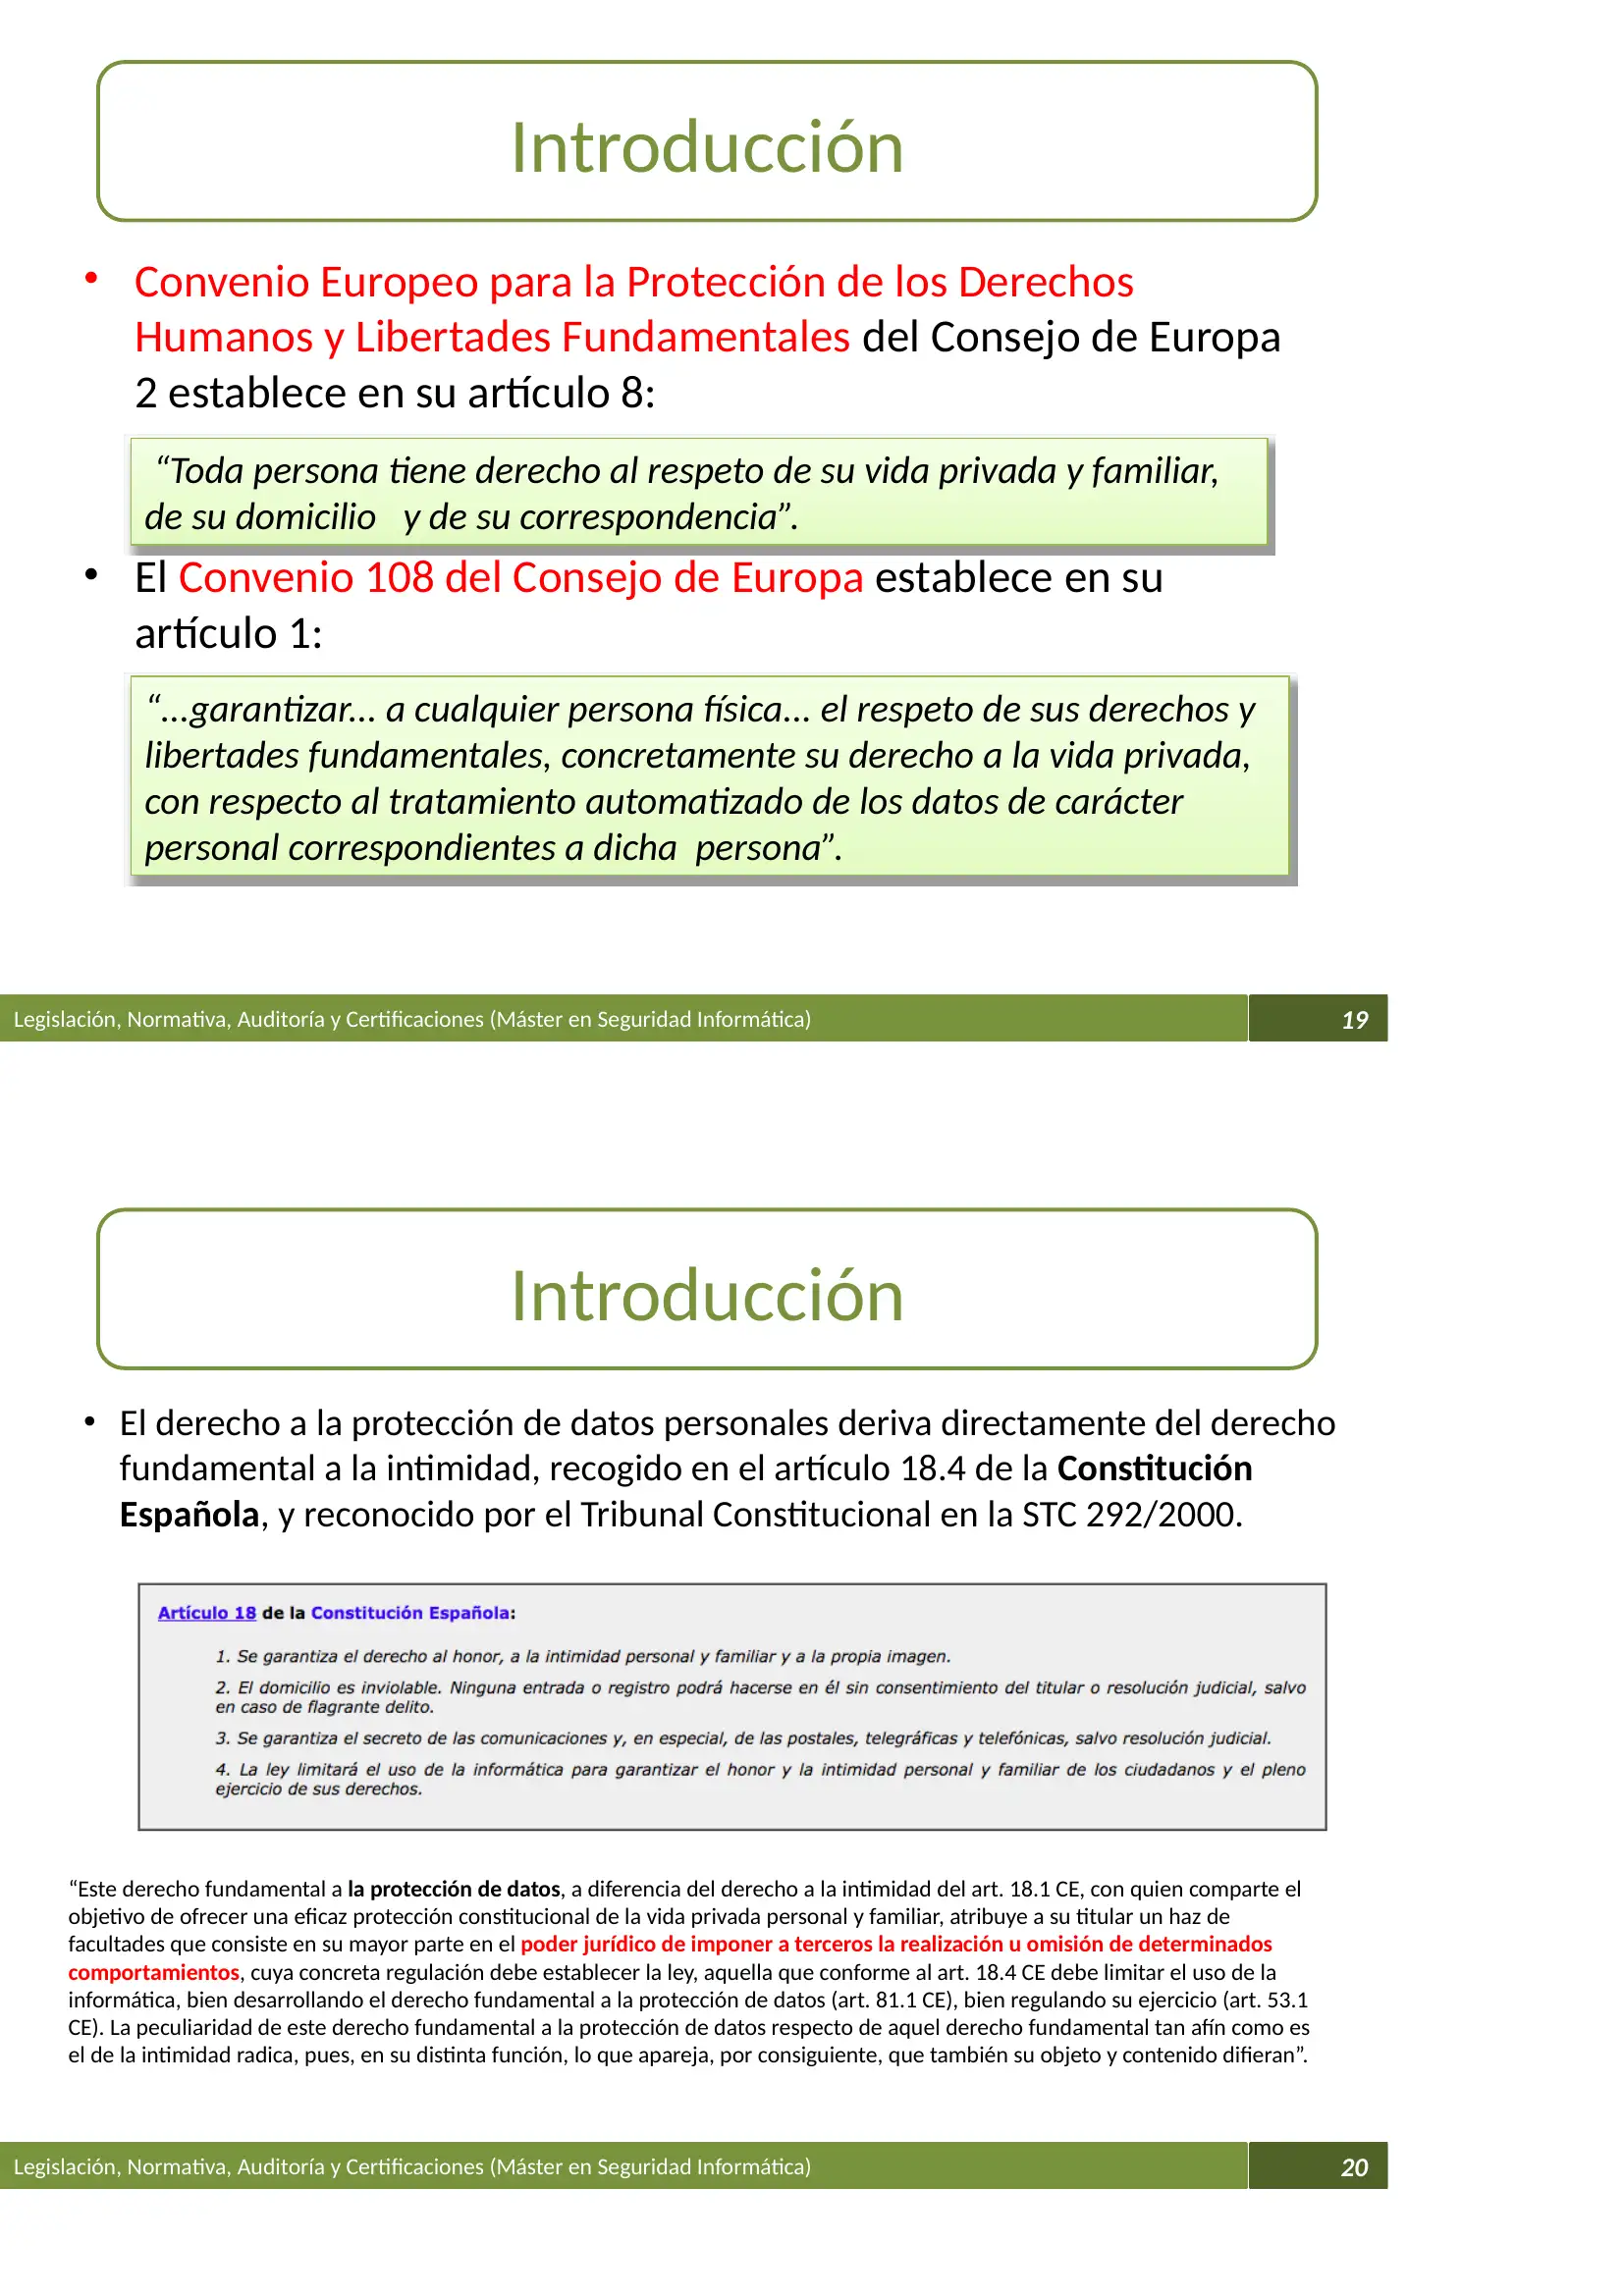 Introducción
• Convenio Europeo para la Protección de los Derechos
Humanos y Libertades Fundamentales del Consejo de Europa
2 establece en su artículo 8:
“Toda persona tiene derecho al respeto de su vida privada y familiar,
de su domicilio   y de su correspondencia”.
• El Convenio 108 del Consejo de Europa establece en su
artículo 1:
“…garantizar… a cualquier persona física… el respeto de sus derechos y
libertades fundamentales, concretamente su derecho a la vida privada,
con respecto al tratamiento automatizado de los datos de carácter
personal correspondientes a dicha  persona”.
Legislación, Normativa, Auditoría y Certificaciones (Máster en Seguridad Informática)
19
Introducción
• El derecho a la protección de datos personales deriva directamente del derecho
fundamental a la intimidad, recogido en el artículo 18.4 de la Constitución
Española, y reconocido por el Tribunal Constitucional en la STC 292/2000.
Artículo 18 de la Constitución Española:
1. Se garantiza el derecho al honor, a la intimidad personal y familiar y a la propia imagen.
2. El domicilio es inviolable. Ninguna entrada o registro podrá hacerse en él sin consentimiento del titular o resolución judicial, salvo
en caso de flagrante delito.
3. Se garantiza el secreto de las comunicaciones y, en especial, de las postales, telegráficas y telefónicas, salvo resolución judicial.
4. La ley limitará el uso de la informática para garantizar el honor y la intimidad personal y familiar de los ciudadanos y el pleno
ejercicio de sus derechos.
“Este derecho fundamental a la protección de datos, a diferencia del derecho a la intimidad del art. 18.1 CE, con quien comparte el
objetivo de ofrecer una eficaz protección constitucional de la vida privada personal y familiar, atribuye a su titular un haz de
facultades que consiste en su mayor parte en el poder jurídico de imponer a terceros la realización u omisión de determinados
comportamientos, cuya concreta regulación debe establecer la ley, aquella que conforme al art. 18.4 CE debe limitar el uso de la
informática, bien desarrollando el derecho fundamental a la protección de datos (art. 81.1 CE), bien regulando su ejercicio (art. 53.1
CE). La peculiaridad de este derecho fundamental a la protección de datos respecto de aquel derecho fundamental tan afín como es
el de la intimidad radica, pues, en su distinta función, lo que apareja, por consiguiente, que también su objeto y contenido difieran”.
Legislación, Normativa, Auditoría y Certificaciones (Máster en Seguridad Informática)
20